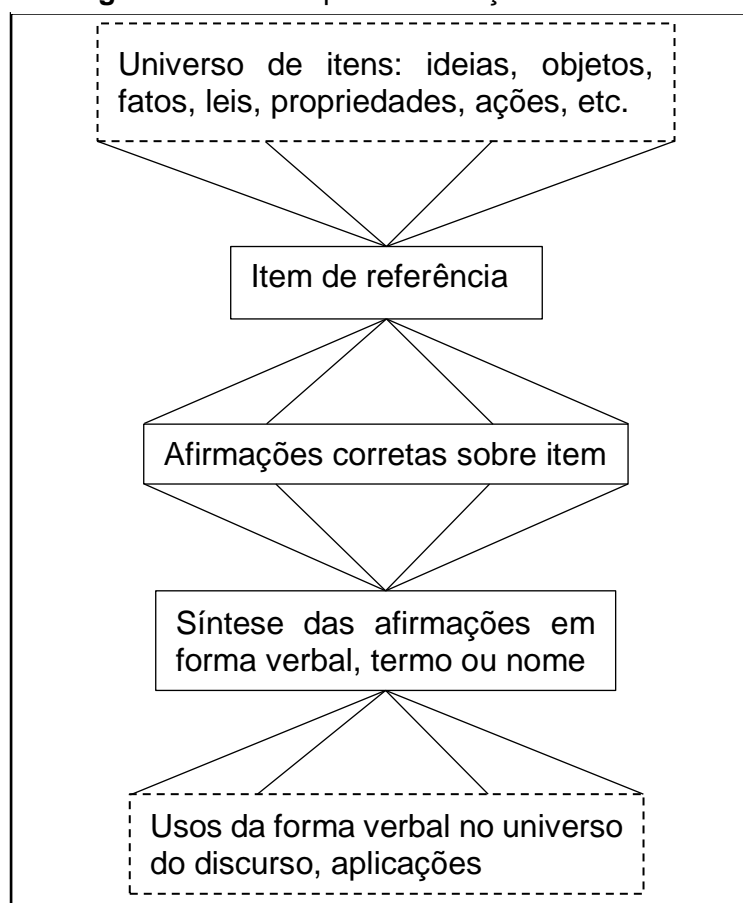 Universo de itens: ideias, objetos,
fatos, leis, propriedades, ações, etc.
Item de referência
Afirmações corretas sobre item
Síntese das afirmações em
forma verbal, termo ou nome
Usos da forma verbal no universo
do discurso, aplicações